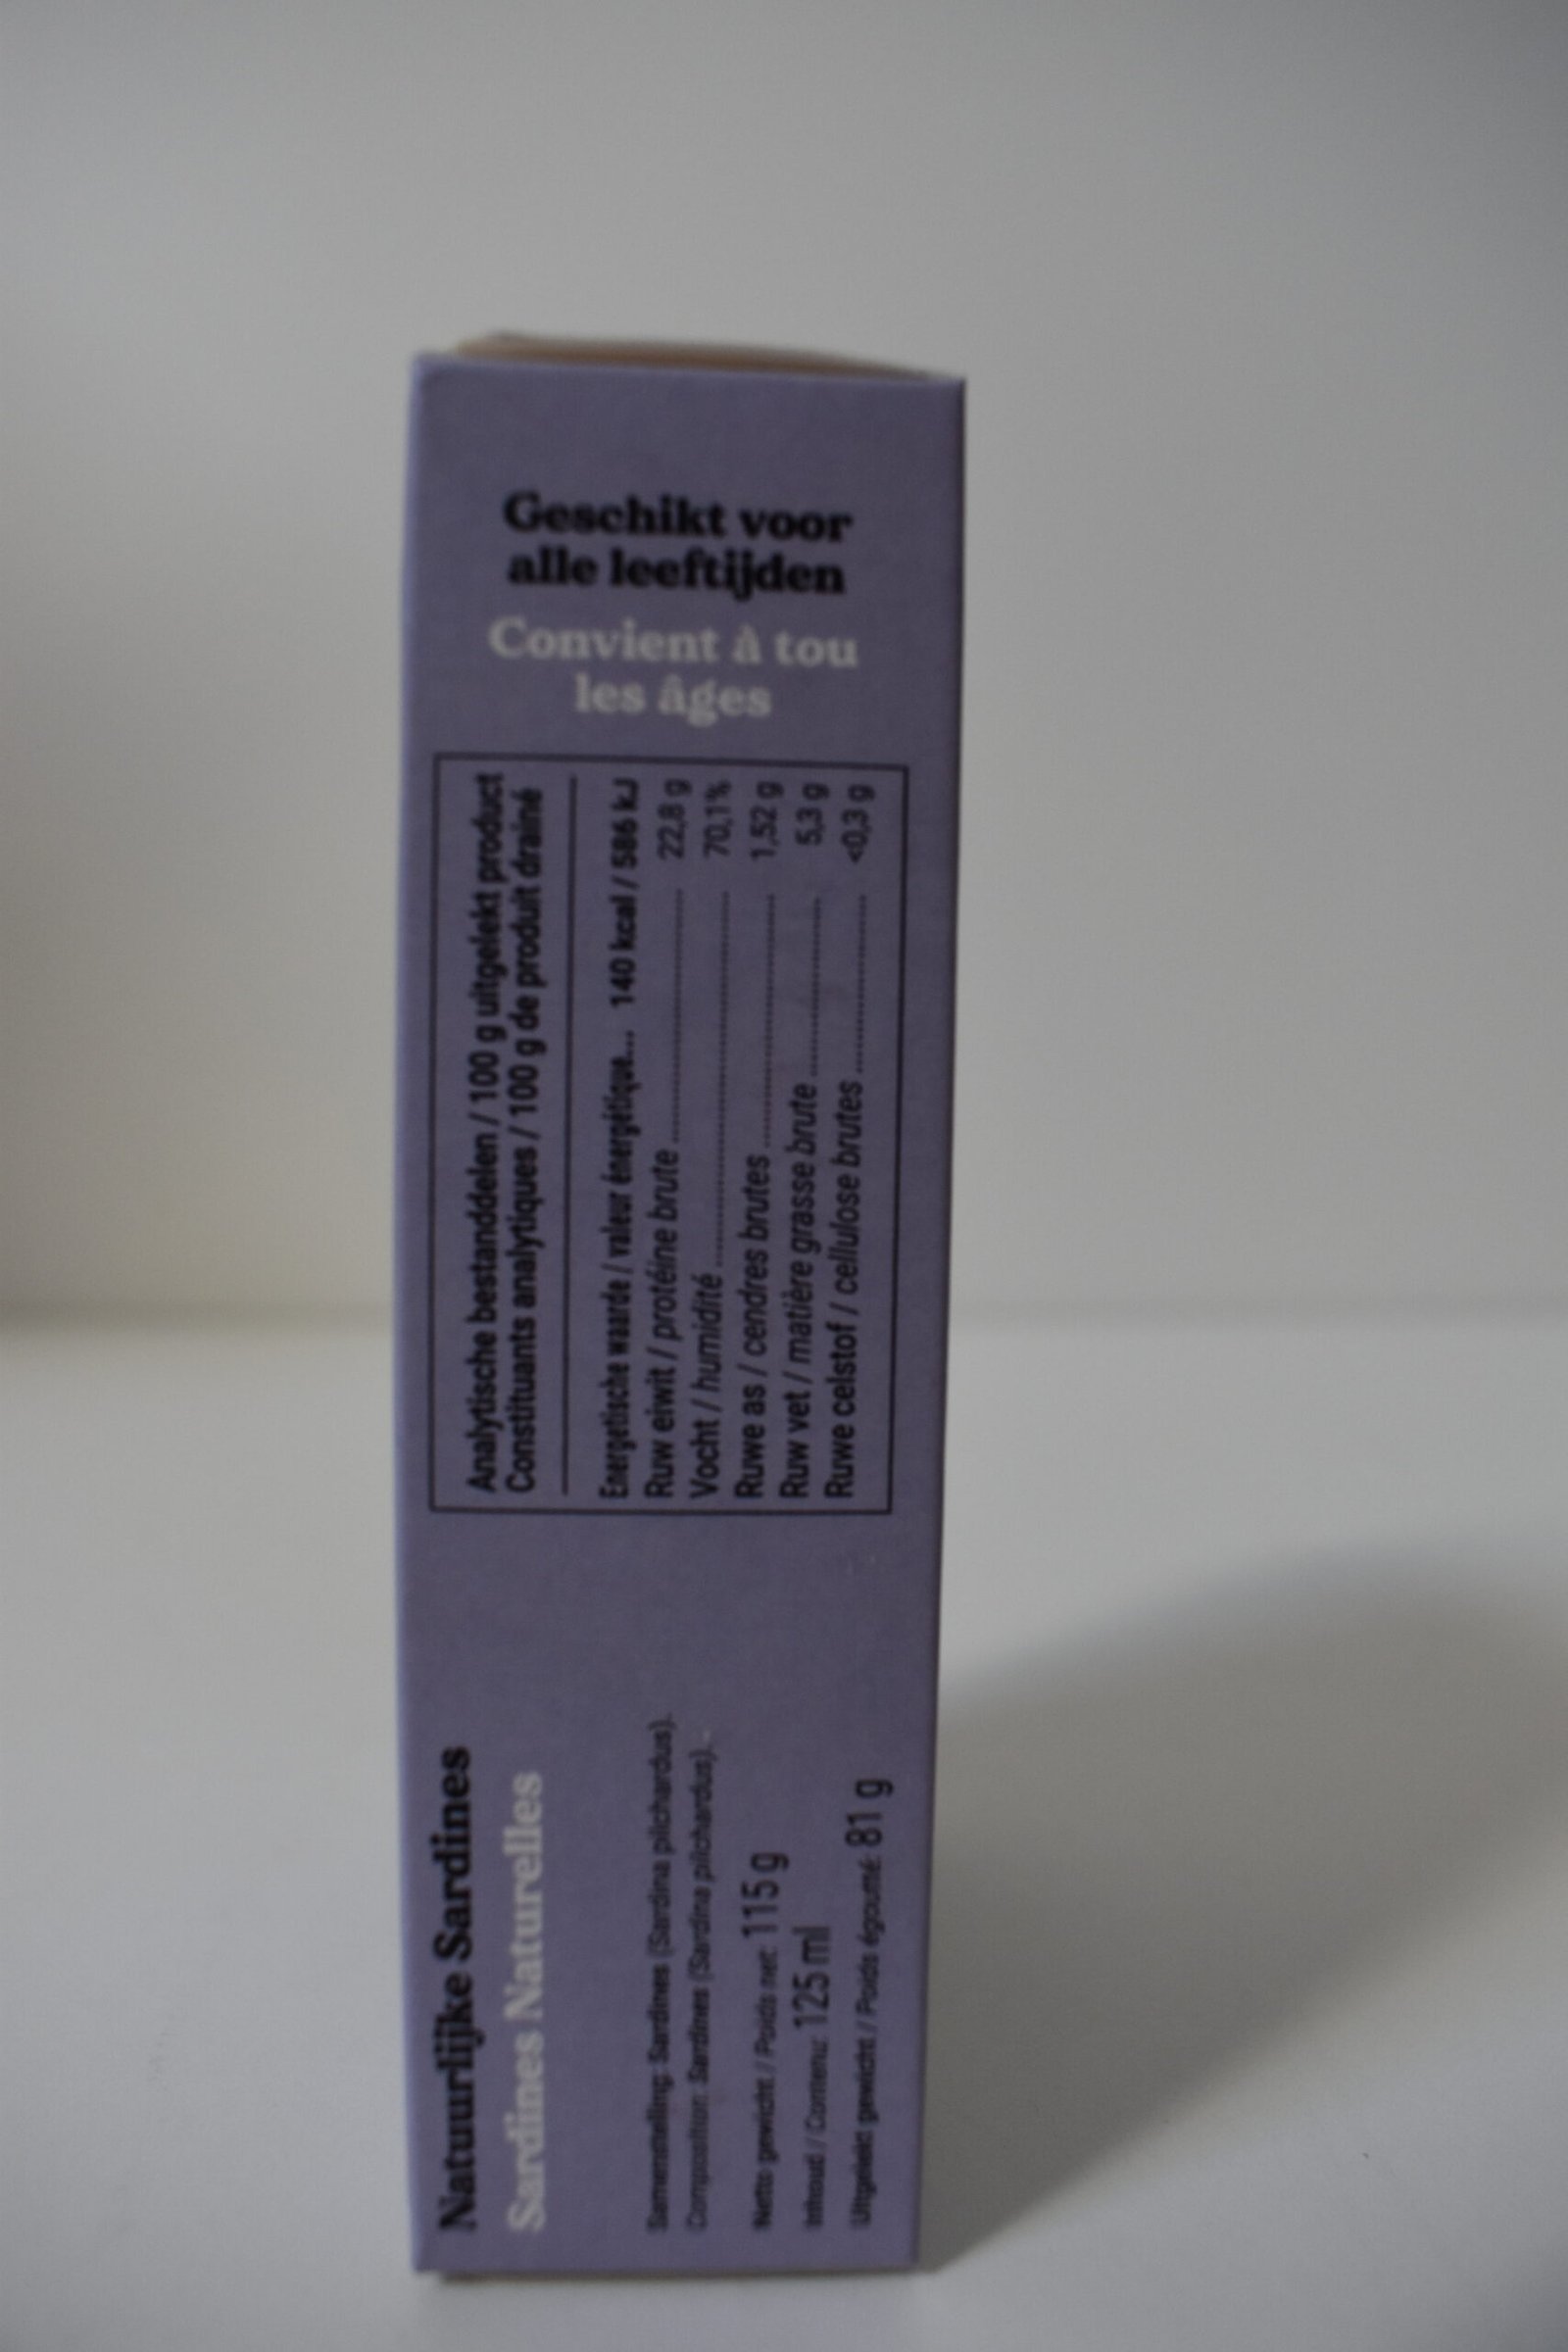 Geschikt voor
alle leeftijden
Convient à tou
les âges
Analytische bestanddelen / 100 g uitgelekt product
Constituants analytiques / 100 g de produit drainé
Energetische waarde / valeur énergétique... 140 kcal / 586 kJ
Ruw eiwit / protéine brute 22,8 g
Vocht / humidité 70,1%
Ruwe as / cendres brutes 1,52 g
Ruw vet / matière grasse brute 5,3 g
Ruwe celstof / cellulose brutes <0,3 g
Natuurlijke Sardines
Sardines Naturelles
Samenstelling: Sardines (Sardina pilchardus).
Composition: Sardines (Sardina pilchardus).
Netto gewicht / Poids net: 115 g
Inhoud / Contenu: 125 ml
Uitgelekt gewicht / Poids égoutté: 81 g